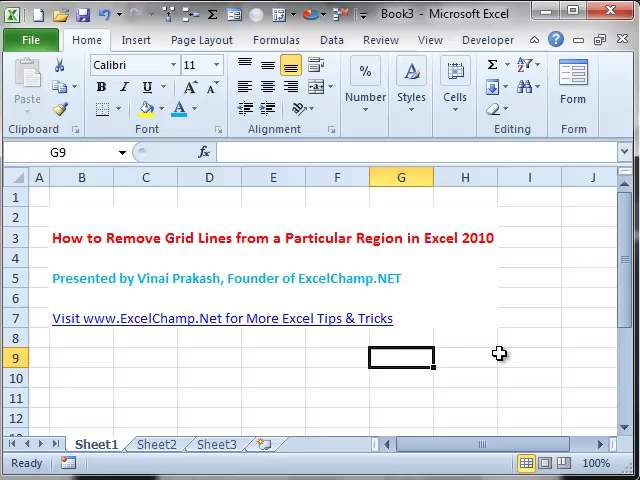 Book3 - Microsoft Excel
File Home Insert Page Layout Formulas Data Review View Developer
Calibri 11
Paste Number Styles Cells Form
Clipboard Font Alignment Editing Form
G9 fx
A B C D E F G H I J
1
2
3 How to Remove Grid Lines from a Particular Region in Excel 2010
4
5 Presented by Vinai Prakash, Founder of ExcelChamp.NET
6
7 Visit www.ExcelChamp.Net for More Excel Tips & Tricks
8
9
10
11
12
Sheet1 Sheet2 Sheet3
Ready 100%